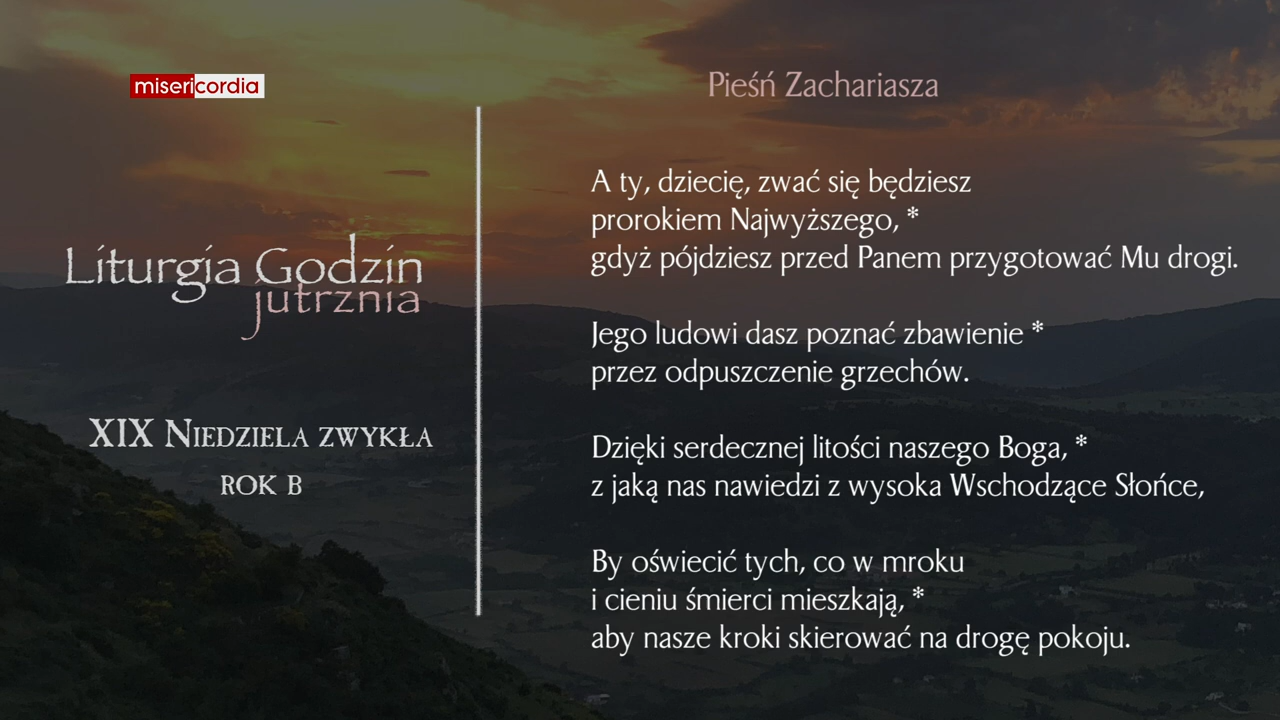 misericordia
Liturgia Godzin
jutrznia
XIX Niedziela zwykła
rok B
Pieśń Zachariasza
A ty, dziecię, zwać się będziesz
prorokiem Najwyższego, *
gdyż pójdziesz przed Panem przygotować Mu drogi.
Jego ludowi dasz poznać zbawienie *
przez odpuszczenie grzechów.
Dzięki serdecznej litości naszego Boga, *
z jaką nas nawiedzi z wysoka Wschodzące Słońce,
By oświecić tych, co w mroku
i cieniu śmierci mieszkają, *
aby nasze kroki skierować na drogę pokoju.